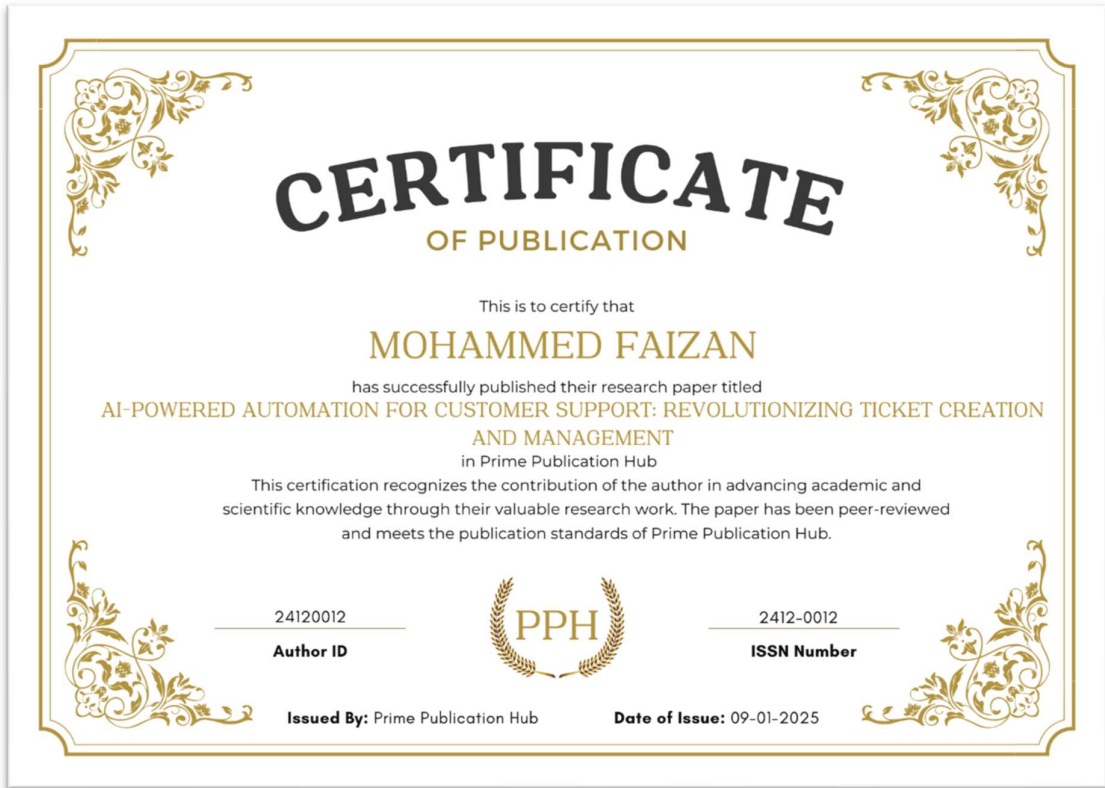 CERTIFICATE
OF PUBLICATION
This is to certify that
MOHAMMED FAIZAN
has successfully published their research paper titled
AI-POWERED AUTOMATION FOR CUSTOMER SUPPORT: REVOLUTIONIZING TICKET CREATION
AND MANAGEMENT
in Prime Publication Hub
This certification recognizes the contribution of the author in advancing academic and
scientific knowledge through their valuable research work. The paper has been peer-reviewed
and meets the publication standards of Prime Publication Hub.
24120012
Author ID
PPH
2412-0012
ISSN Number
Issued By: Prime Publication Hub
Date of Issue: 09-01-2025